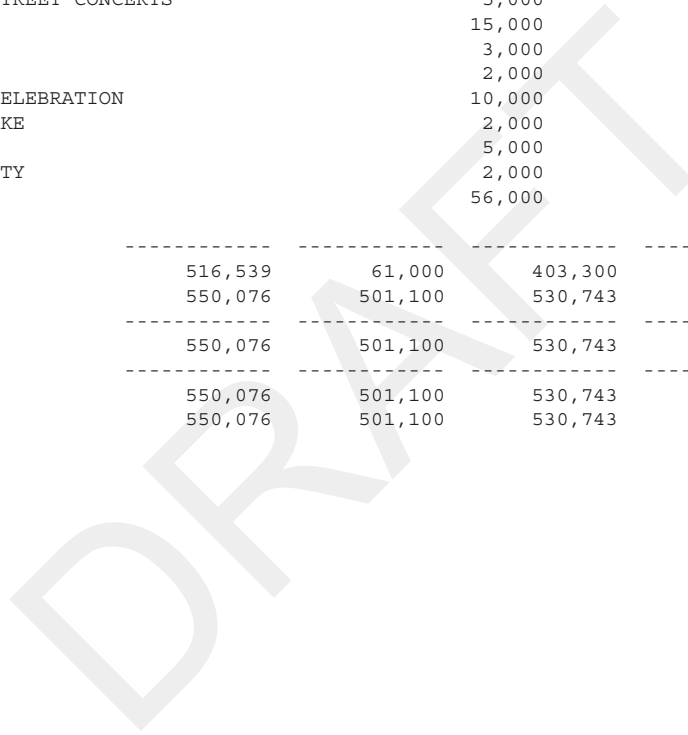 TREET CONCERTS 5,000
15,000
3,000
2,000
ELEBRATION 10,000
KE 2,000
5,000
TY 2,000
56,000
------------ ------------ ------------ ----
516,539 61,000 403,300
550,076 501,100 530,743
------------ ------------ ------------ ----
550,076 501,100 530,743
------------ ------------ ------------ ----
550,076 501,100 530,743
550,076 501,100 530,743
DRAFT